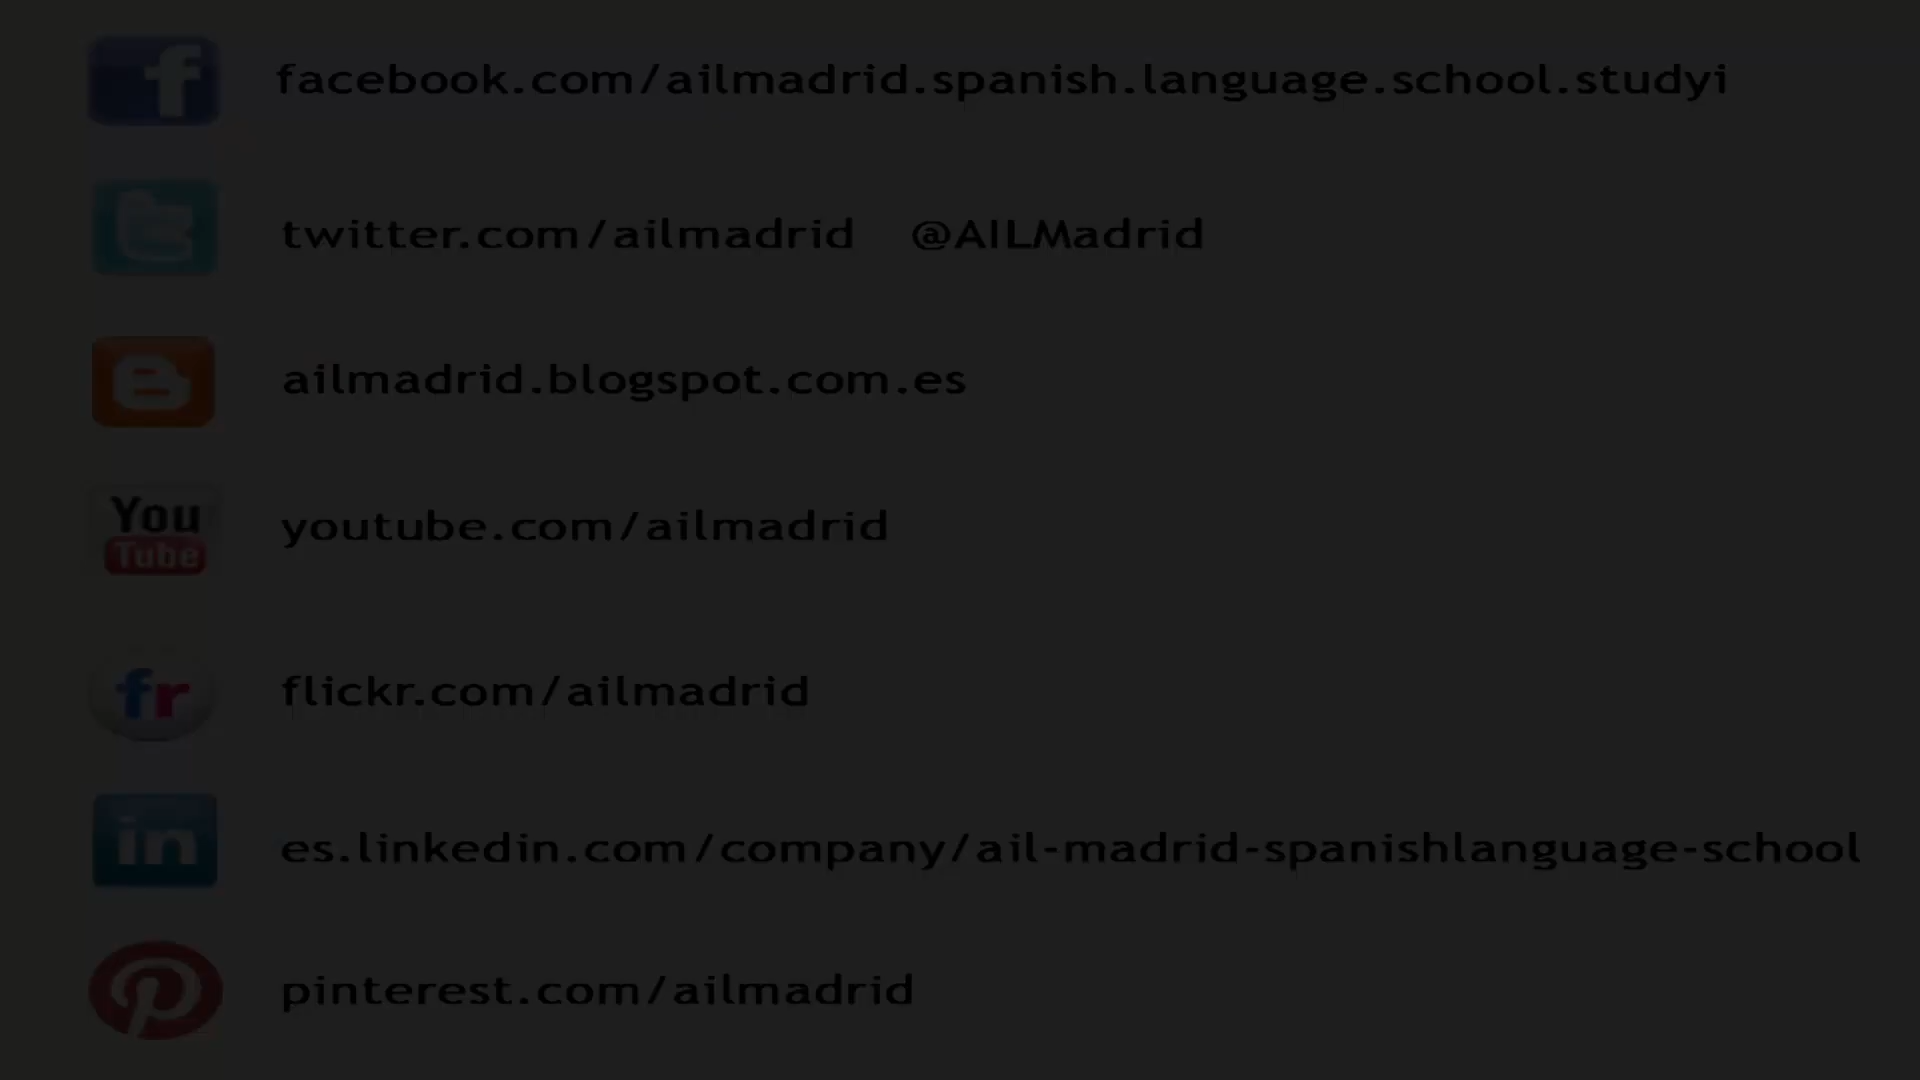 f facebook.com/ailmadrid.spanish.language.school.studyi
t twitter.com/ailmadrid @AILMadrid
B ailmadrid.blogspot.com.es
You
Tube
youtube.com/ailmadrid
fr flickr.com/ailmadrid
in es.linkedin.com/company/ail-madrid-spanishlanguage-school
P pinterest.com/ailmadrid